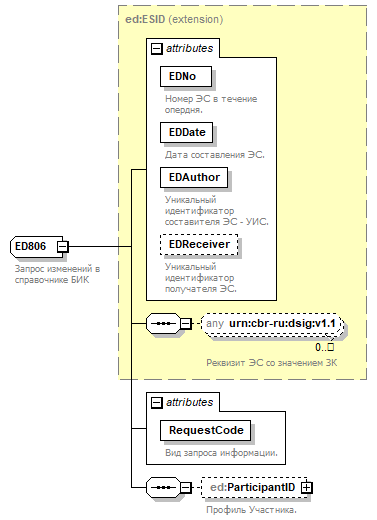 ed:ESID (extension)
attributes
EDNo
Номер ЭС в течение
опердня.
EDDate
Дата составления ЭС.
EDAuthor
Уникальный
идентификатор
составителя ЭС - УИС.
EDReceiver
Уникальный
идентификатор
получателя ЭС.
ED806
Запрос изменений в
справочнике БИК
any urn:cbr-ru:dsig:v1.1
0..
Реквизит ЭС со значением ЗК
attributes
RequestCode
Вид запроса информации.
ed:ParticipantID
Профиль Участника.